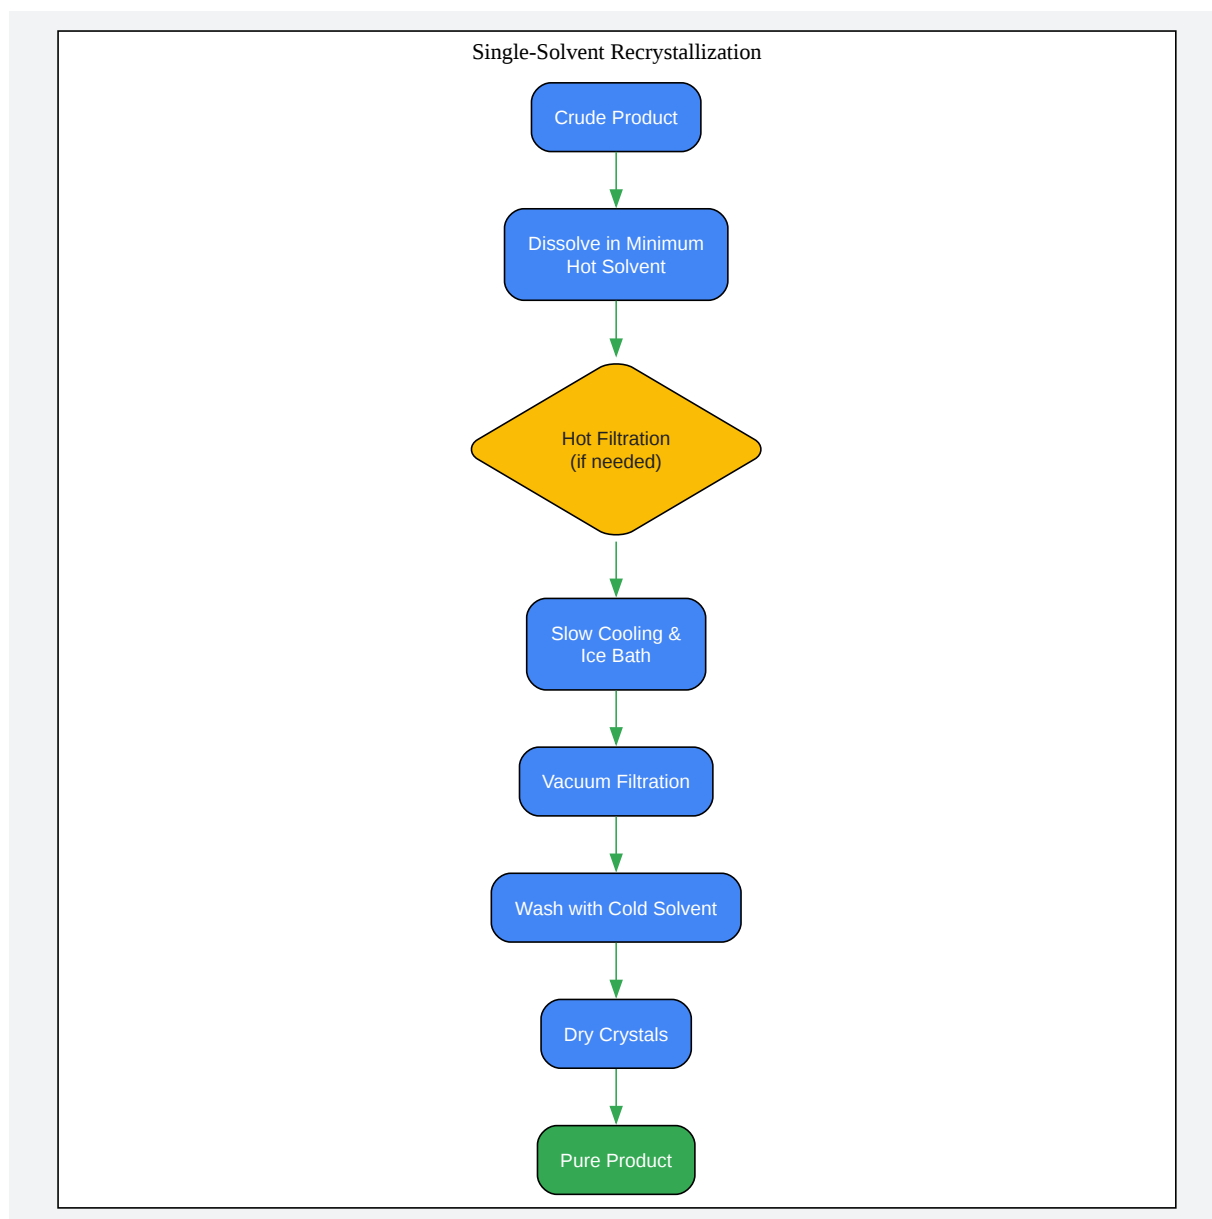 Single-Solvent Recrystallization
Crude Product
Dissolve in Minimum
Hot Solvent
Hot Filtration
(if needed)
Slow Cooling &
Ice Bath
Vacuum Filtration
Wash with Cold Solvent
Dry Crystals
Pure Product